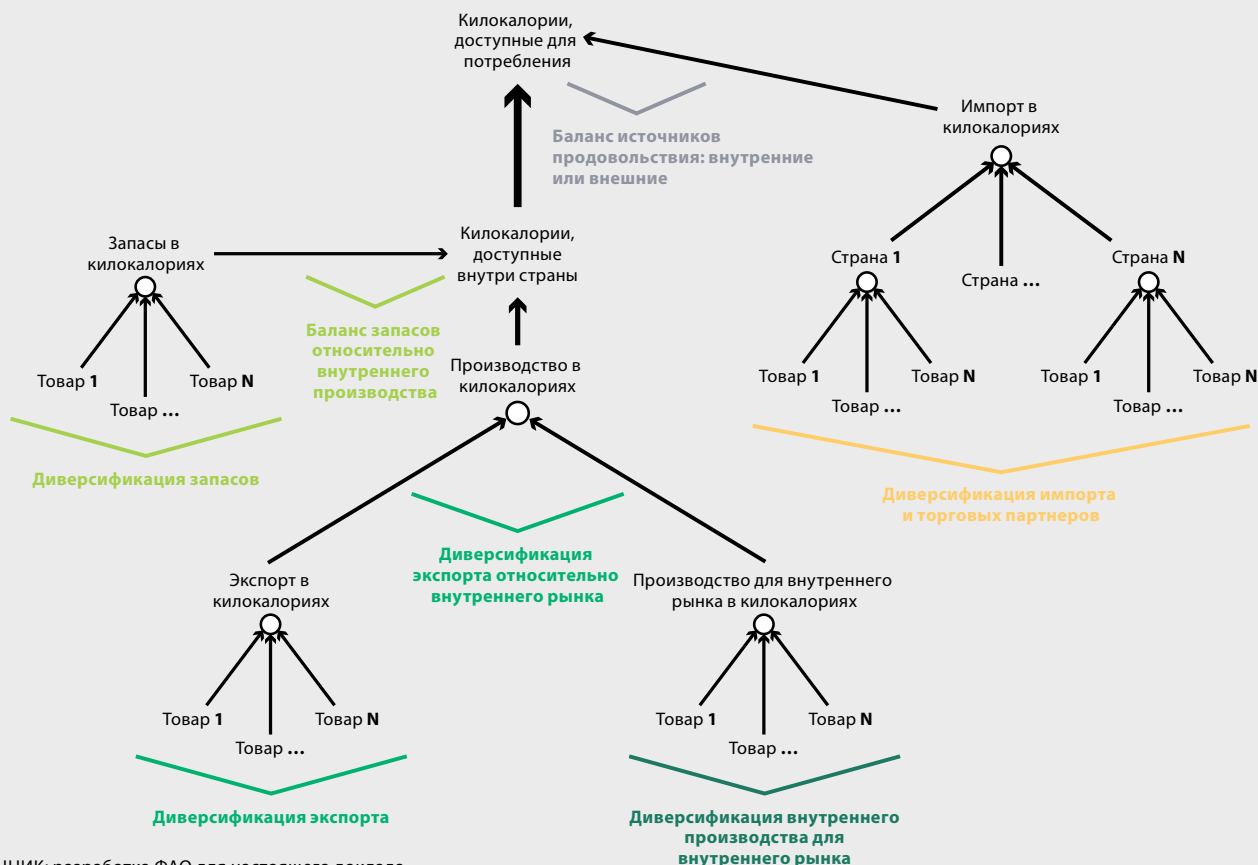 Килокалории,
доступные для
потребления
Импорт в
килокалориях
Баланс источников
продовольствия: внутренние
или внешние
Запасы в
килокалориях
Килокалории,
доступные
внутри страны
Страна 1
Страна ...
Страна N
Баланс запасов
относительно
внутреннего
производства
Производство в
килокалориях
Товар 1
Товар ...
Товар N
Товар 1
Товар ...
Товар N
Товар 1
Товар ...
Товар N
Диверсификация запасов
Диверсификация импорта
и торговых партнеров
Диверсификация
экспорта относительно
внутреннего рынка
Экспорт в
килокалориях
Производство для внутреннего
рынка в килокалориях
Товар 1
Товар ...
Товар N
Товар 1
Товар ...
Товар N
Диверсификация экспорта
Диверсификация внутреннего
производства для
внутреннего рынка